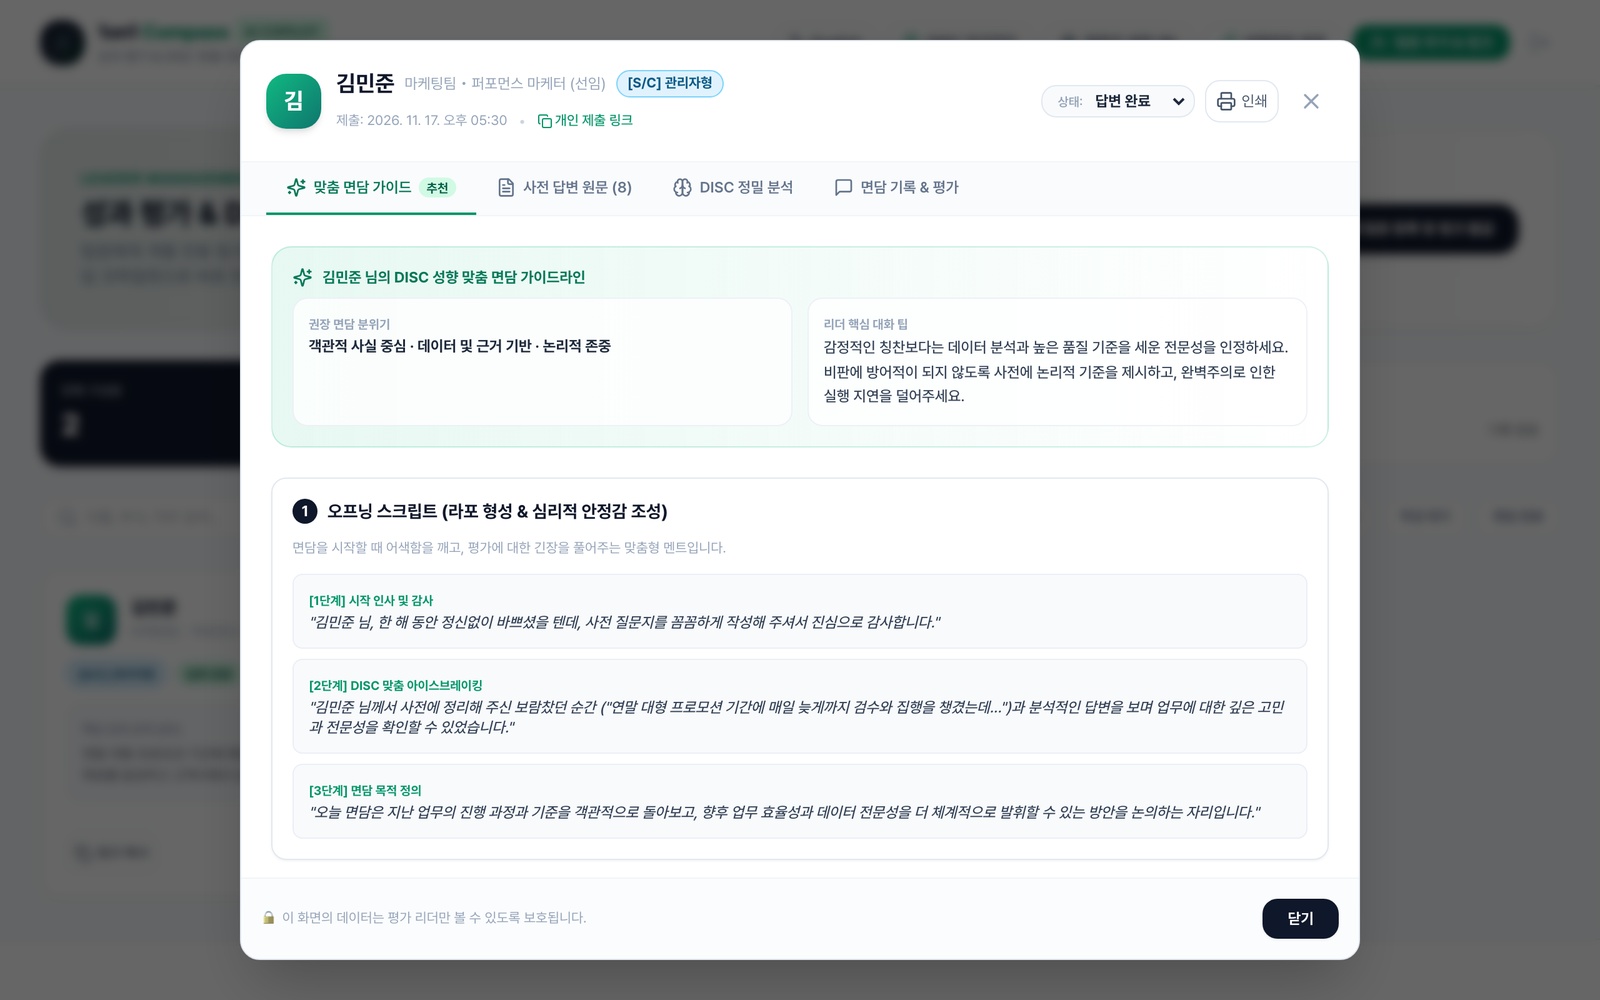 김
김민준 마케팅팀 • 퍼포먼스 마케터 (선임) [S/C] 관리자형
제출: 2026. 11. 17. 오후 05:30 • 개인 제출 링크
상태: 답변 완료
인쇄
맞춤 면담 가이드 추천
사전 답변 원문 (8)
DISC 정밀 분석
면담 기록 & 평가
김민준 님의 DISC 성향 맞춤 면담 가이드라인
권장 면담 분위기
객관적 사실 중심 · 데이터 및 근거 기반 · 논리적 존중
리더 핵심 대화 팁
감정적인 칭찬보다는 데이터 분석과 높은 품질 기준을 세운 전문성을 인정하세요.
비판에 방어적이 되지 않도록 사전에 논리적 기준을 제시하고, 완벽주의로 인한
실행 지연을 덜어주세요.
1 오프닝 스크립트 (라포 형성 & 심리적 안정감 조성)
면담을 시작할 때 어색함을 깨고, 평가에 대한 긴장을 풀어주는 맞춤형 멘트입니다.
[1단계] 시작 인사 및 감사
"김민준 님, 한 해 동안 정신없이 바쁘셨을 텐데, 사전 질문지를 꼼꼼하게 작성해 주셔서 진심으로 감사합니다."
[2단계] DISC 맞춤 아이스브레이킹
"김민준 님께서 사전에 정리해 주신 보람찼던 순간 ("연말 대형 프로모션 기간에 매일 늦게까지 검수와 집행을 챙겼는데...")과 분석적인 답변을 보며 업무에 대한 깊은 고민
과 전문성을 확인할 수 있었습니다."
[3단계] 면담 목적 정의
"오늘 면담은 지난 업무의 진행 과정과 기준을 객관적으로 돌아보고, 향후 업무 효율성과 데이터 전문성을 더 체계적으로 발휘할 수 있는 방안을 논의하는 자리입니다."
이 화면의 데이터는 평가 리더만 볼 수 있도록 보호됩니다.
닫기